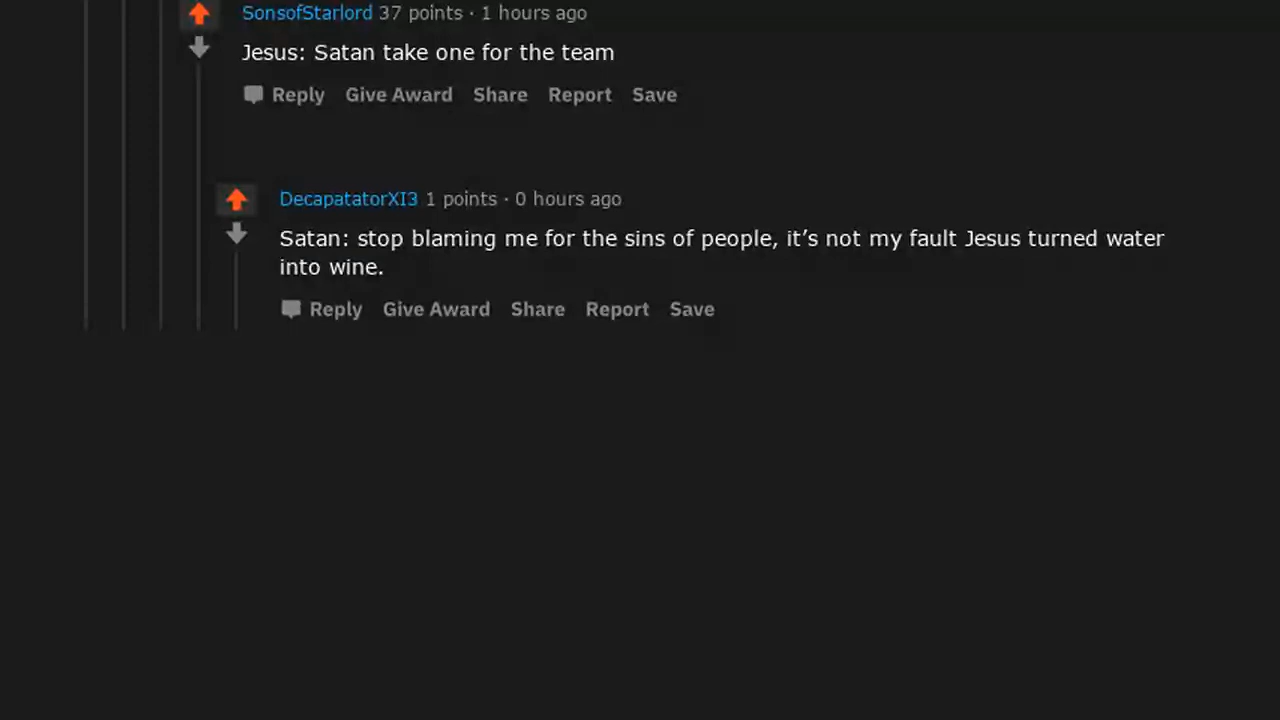 SonsofStarlord 37 points · 1 hours ago
Jesus: Satan take one for the team
Reply Give Award Share Report Save
DecapatatorXI3 1 points · 0 hours ago
Satan: stop blaming me for the sins of people, it’s not my fault Jesus turned water
into wine.
Reply Give Award Share Report Save